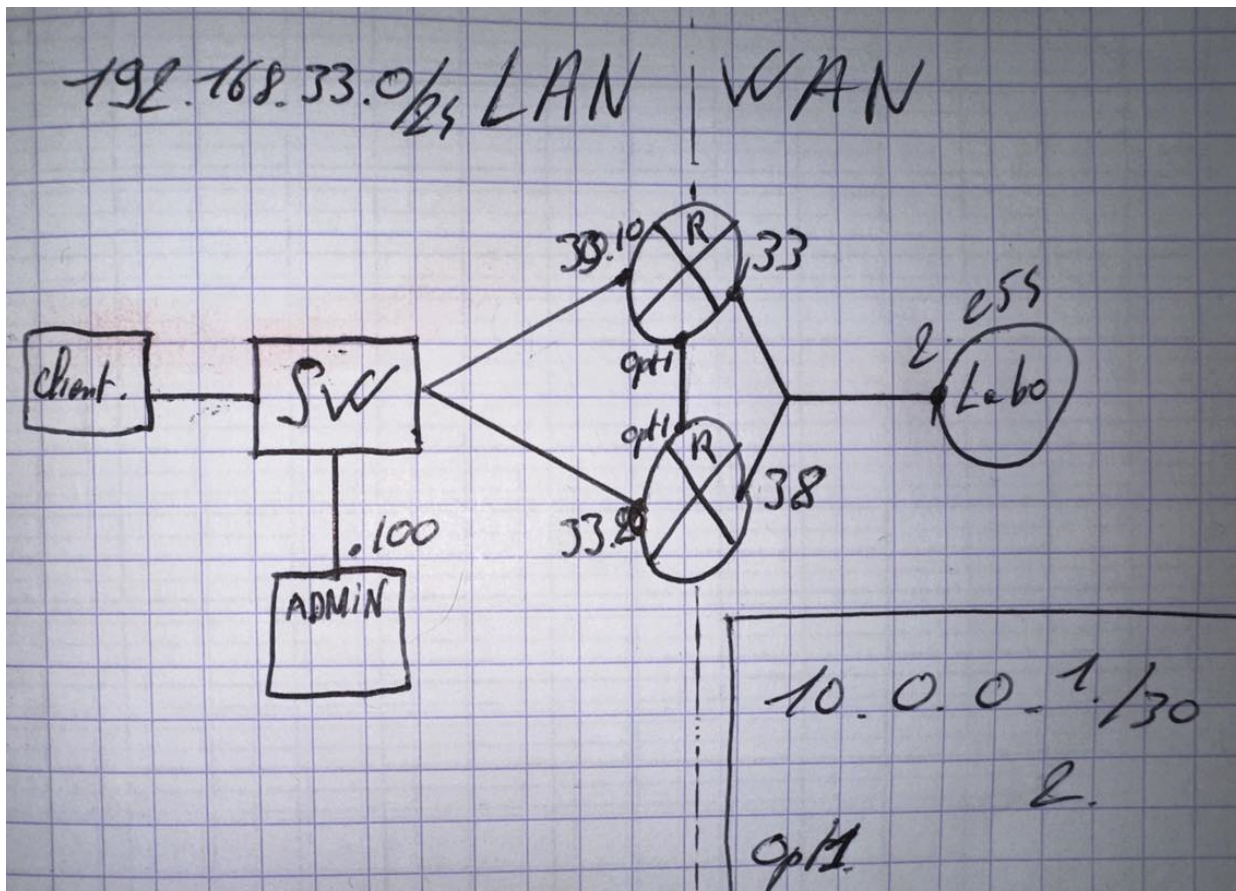 192.168.33.0/24 LAN WAN
33.10
R
33
opt1
2.255
Client.
SW
Labo
opt1
R
38
33.20
.100
ADMIN
10.0.0.1./30
2.
Opt1